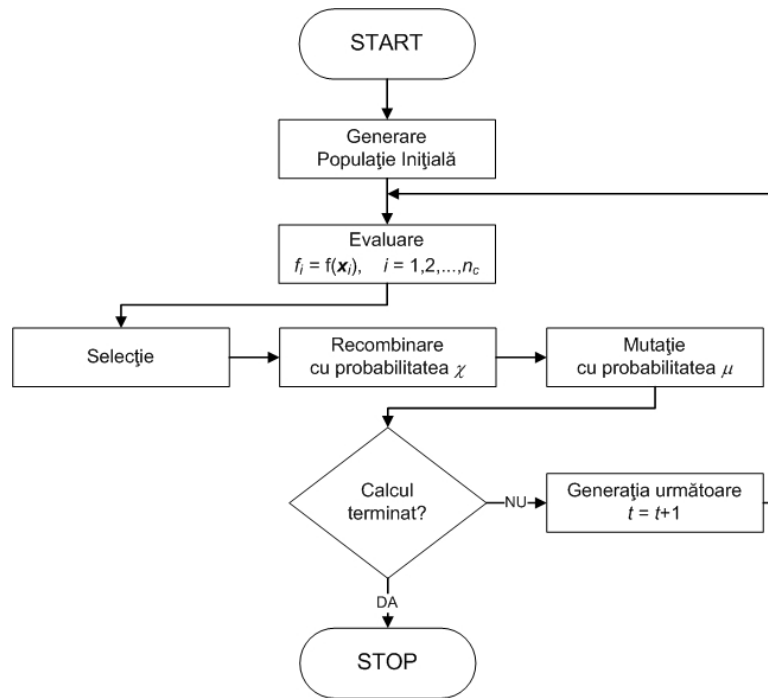 START
Generare
Populaţie Iniţială
Evaluare
fᵢ = f(xᵢ), i = 1,2,...,n_c
Selecţie
Recombinare
cu probabilitatea χ
Mutaţie
cu probabilitatea μ
Calcul
terminat?
NU
Generaţia următoare
t = t+1
DA
STOP